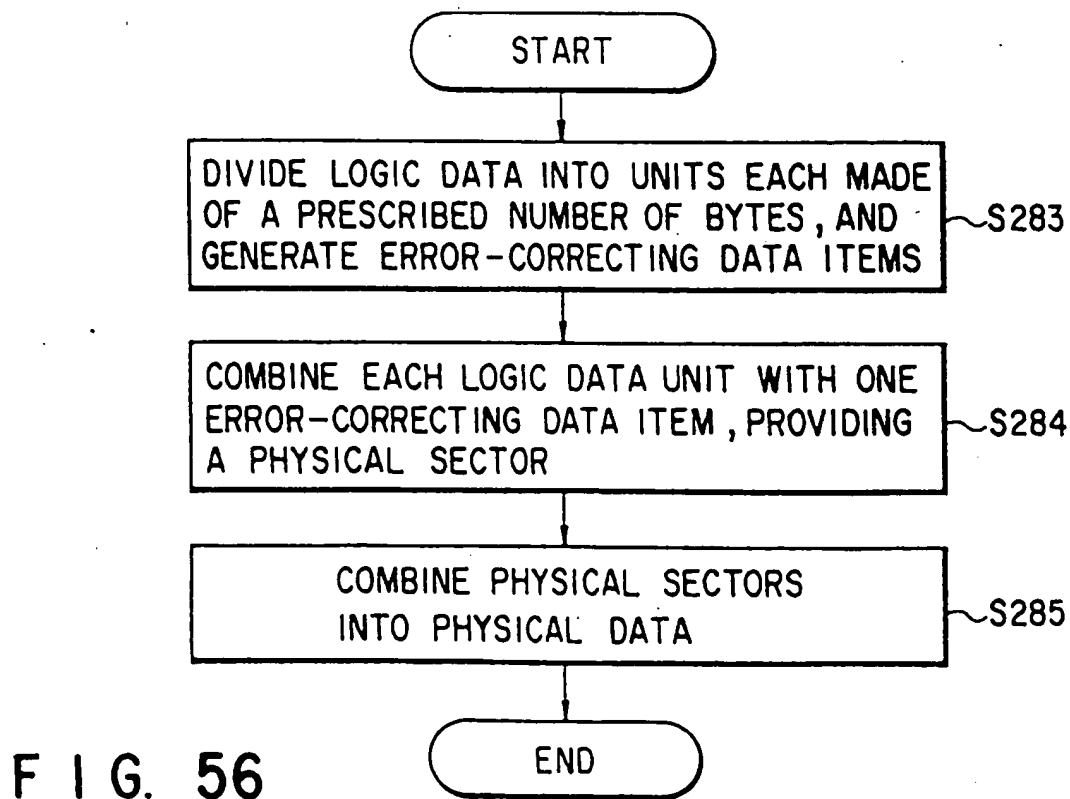 START
DIVIDE LOGIC DATA INTO UNITS EACH MADE
OF A PRESCRIBED NUMBER OF BYTES, AND
GENERATE ERROR-CORRECTING DATA ITEMS
S283
COMBINE EACH LOGIC DATA UNIT WITH ONE
ERROR-CORRECTING DATA ITEM, PROVIDING
A PHYSICAL SECTOR
S284
COMBINE PHYSICAL SECTORS
INTO PHYSICAL DATA
S285
END
FIG. 56